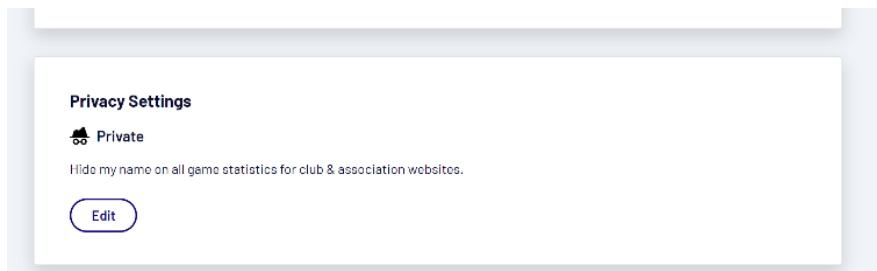 Privacy Settings
Private
Hide my name on all game statistics for club & association websites.
Edit